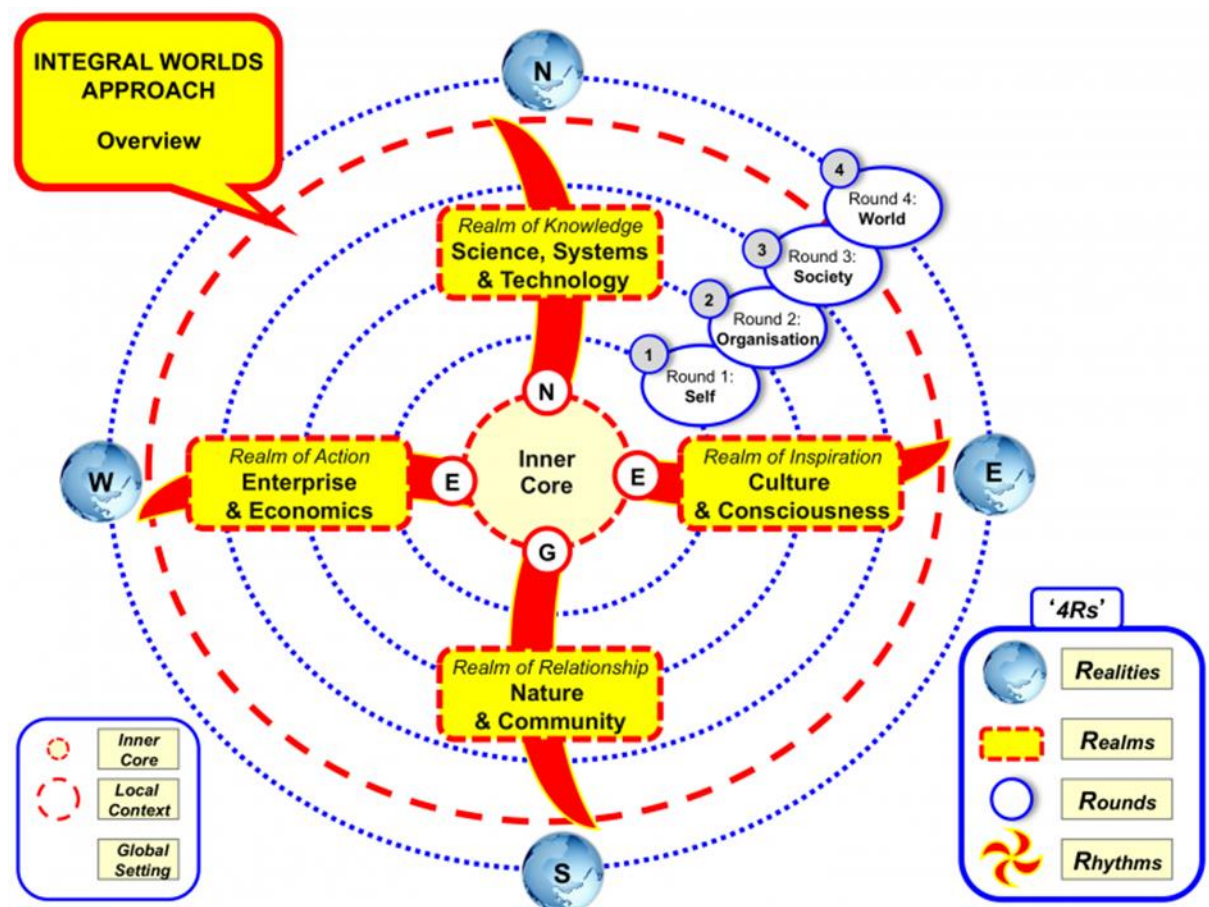 INTEGRAL WORLDS
APPROACH
Overview
N
4
Round 4:
World
3
Round 3:
Society
2
Round 2:
Organisation
1
Round 1:
Self
Realm of Knowledge
Science, Systems
& Technology
N
W
Realm of Action
Enterprise
& Economics
E
Inner
Core
E
Realm of Inspiration
Culture
& Consciousness
E
G
Realm of Relationship
Nature
& Community
S
Inner
Core
Local
Context
Global
Setting
‘4Rs’
Realities
Realms
Rounds
Rhythms